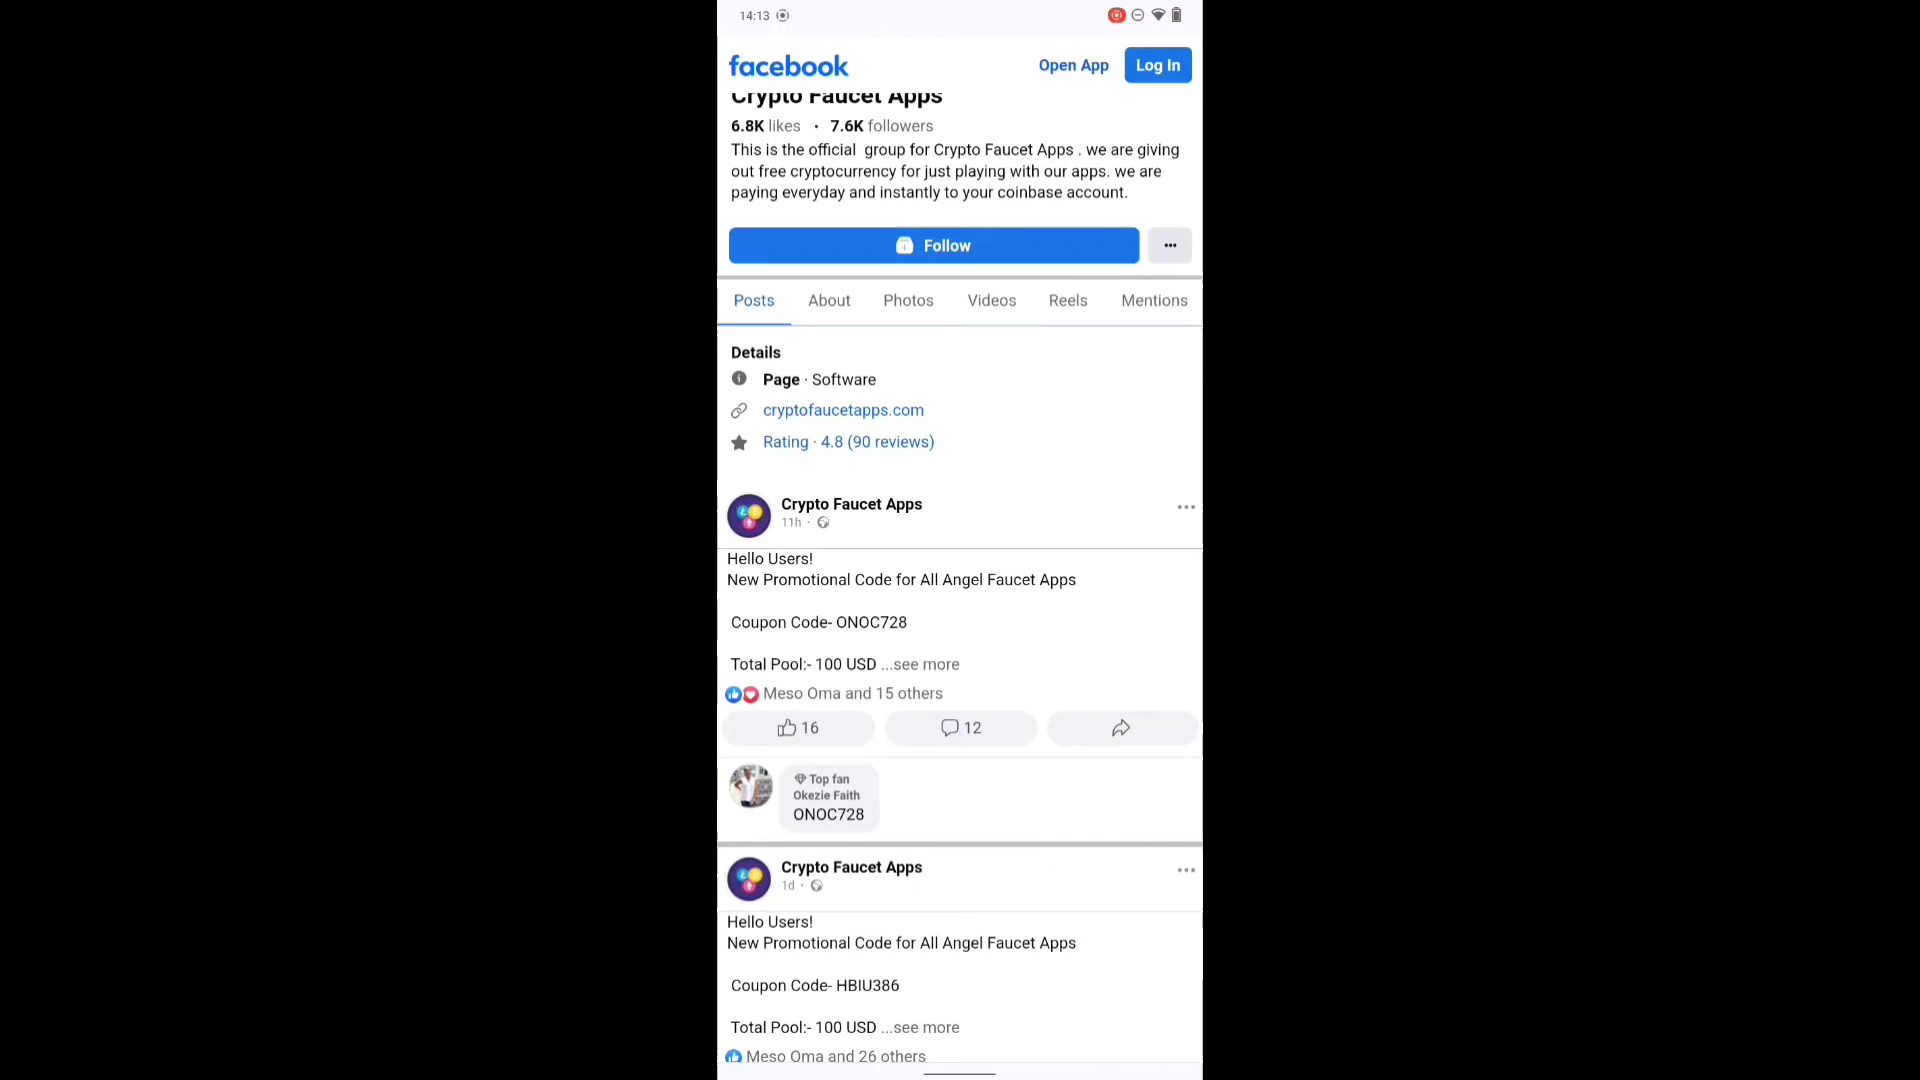 14:13
facebook
Open App
Log In
Crypto Faucet Apps
6.8K likes · 7.6K followers
This is the official group for Crypto Faucet Apps . we are giving
out free cryptocurrency for just playing with our apps. we are
paying everyday and instantly to your coinbase account.
Follow
Posts About Photos Videos Reels Mentions
Details
Page · Software
cryptofaucetapps.com
Rating · 4.8 (90 reviews)
Crypto Faucet Apps
11h ·
Hello Users!
New Promotional Code for All Angel Faucet Apps
Coupon Code- ONOC728
Total Pool:- 100 USD ...see more
Meso Oma and 15 others
16
12
Top fan
Okezie Faith
ONOC728
Crypto Faucet Apps
1d ·
Hello Users!
New Promotional Code for All Angel Faucet Apps
Coupon Code- HBIU386
Total Pool:- 100 USD ...see more
Meso Oma and 26 others